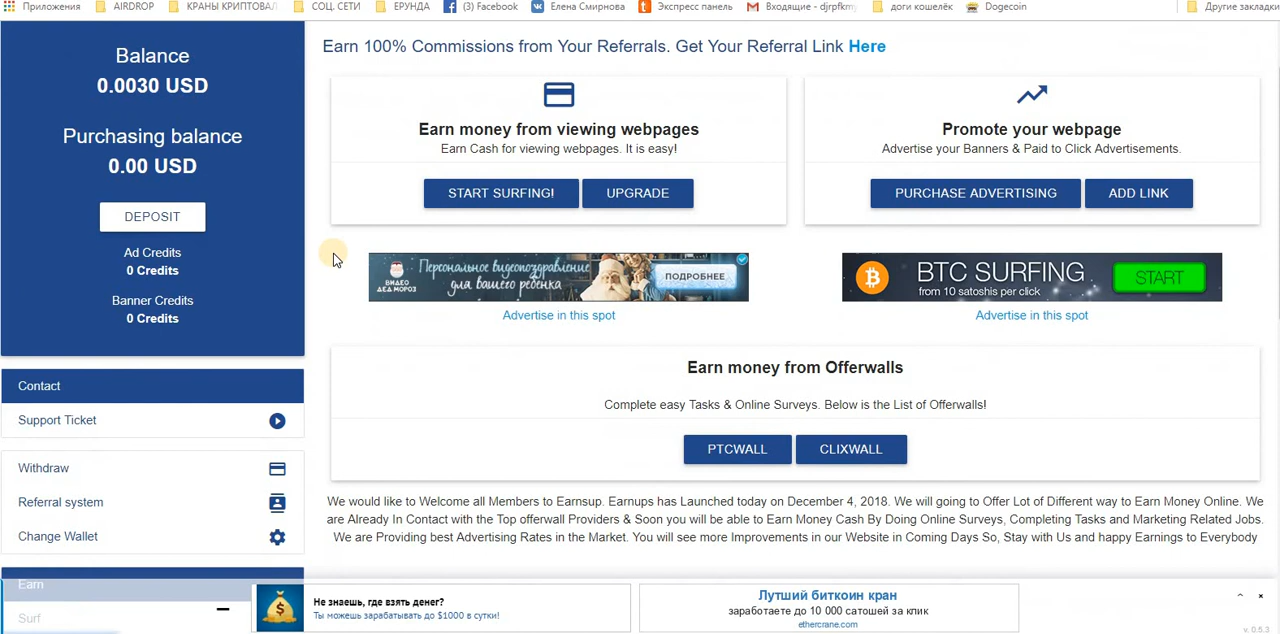 Приложения AIRDROP КРАНЫ КРИПТОВАЛ СОЦ. СЕТИ ЕРУНДА (3) Facebook Елена Смирнова Экспресс панель Входящие - djrpfkmy доги кошелёк Dogecoin Другие закладки
Balance
0.0030 USD
Purchasing balance
0.00 USD
DEPOSIT
Ad Credits
0 Credits
Banner Credits
0 Credits
Contact
Support Ticket
Withdraw
Referral system
Change Wallet
Earn
Surf
Earn 100% Commissions from Your Referrals. Get Your Referral Link Here
Earn money from viewing webpages
Earn Cash for viewing webpages. It is easy!
START SURFING! UPGRADE
Promote your webpage
Advertise your Banners & Paid to Click Advertisements.
PURCHASE ADVERTISING ADD LINK
ВИДЕО
ДЕД МОРОЗ
Персональное видеопоздравление
для вашего ребенка
ПОДРОБНЕЕ
Advertise in this spot
BTC SURFING
from 10 satoshis per click
START
Advertise in this spot
Earn money from Offerwalls
Complete easy Tasks & Online Surveys. Below is the List of Offerwalls!
PTCWALL CLIXWALL
We would like to Welcome all Members to Earnsup. Earnups has Launched today on December 4, 2018. We will going to Offer Lot of Different way to Earn Money Online. We
are Already In Contact with the Top offerwall Providers & Soon you will be able to Earn Money Cash By Doing Online Surveys, Completing Tasks and Marketing Related Jobs.
We are Providing best Advertising Rates in the Market. You will see more Improvements in our Website in Coming Days So, Stay with Us and happy Earnings to Everybody
Не знаешь, где взять денег?
Ты можешь зарабатывать до $1000 в сутки!
Лутший биткоин кран
заработаете до 10 000 сатошей за клик
ethercrane.com
v. 0.5.3